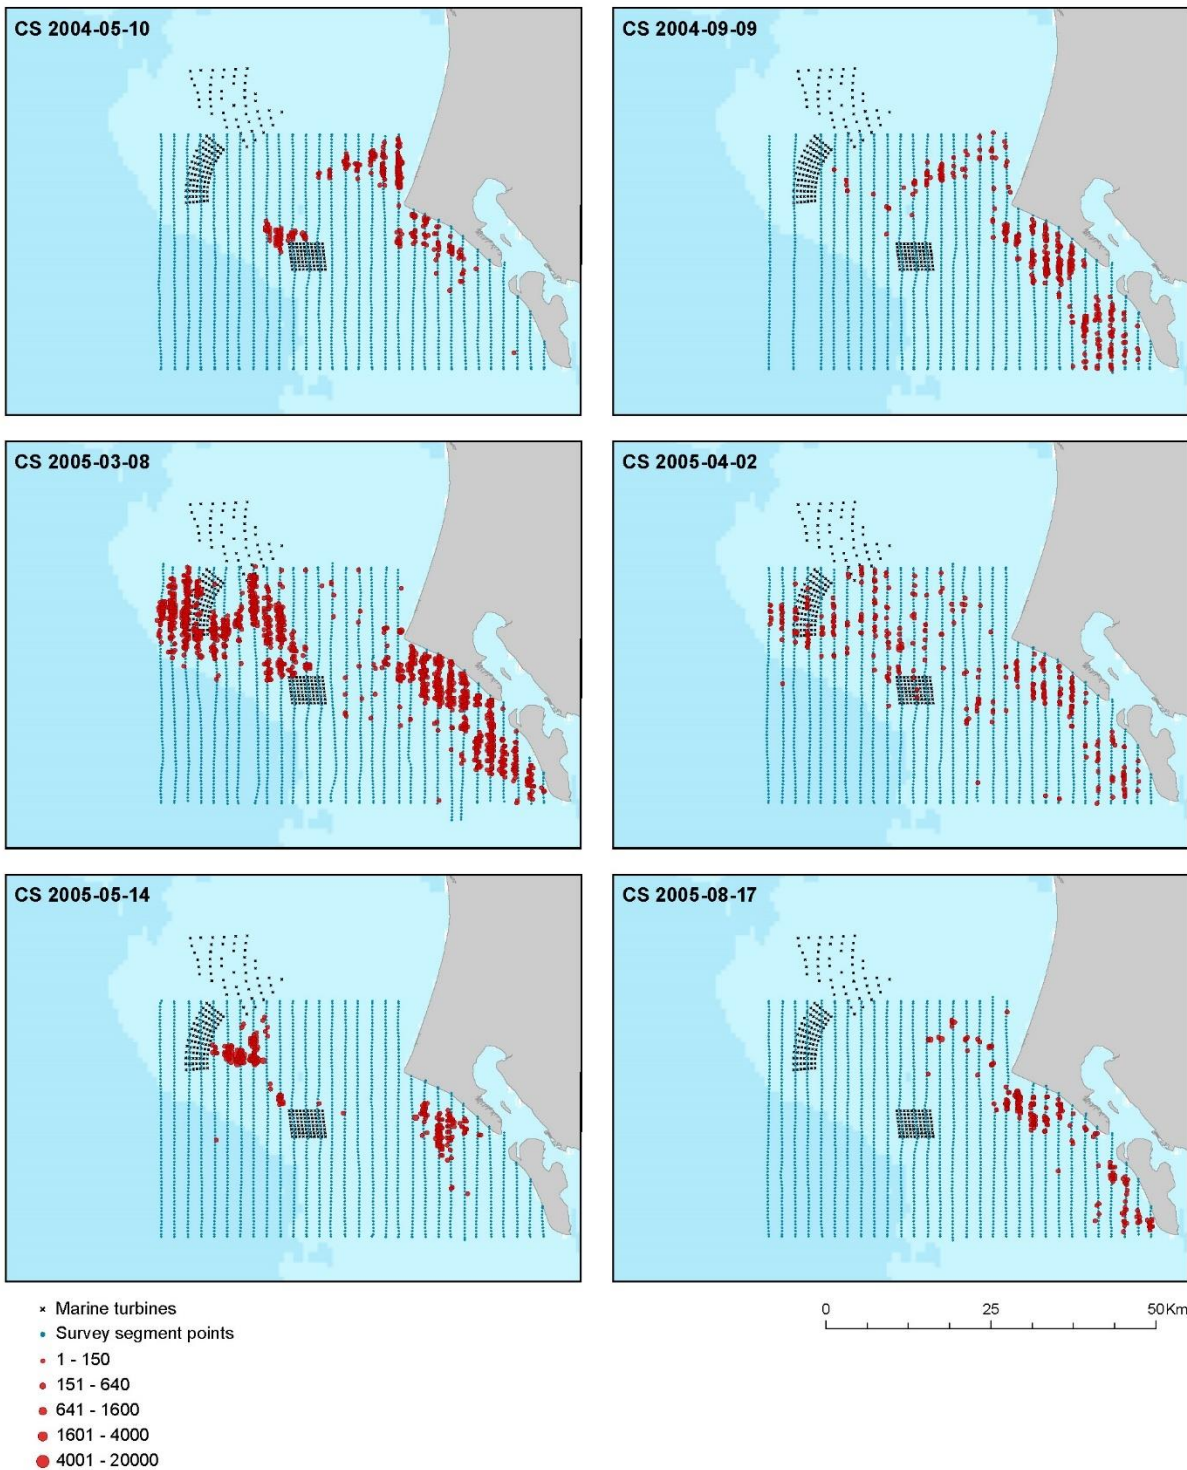 CS 2004-05-10
CS 2004-09-09
CS 2005-03-08
CS 2005-04-02
CS 2005-05-14
CS 2005-08-17
Marine turbines
Survey segment points
1 - 150
151 - 640
641 - 1600
1601 - 4000
4001 - 20000
0 25 50Km